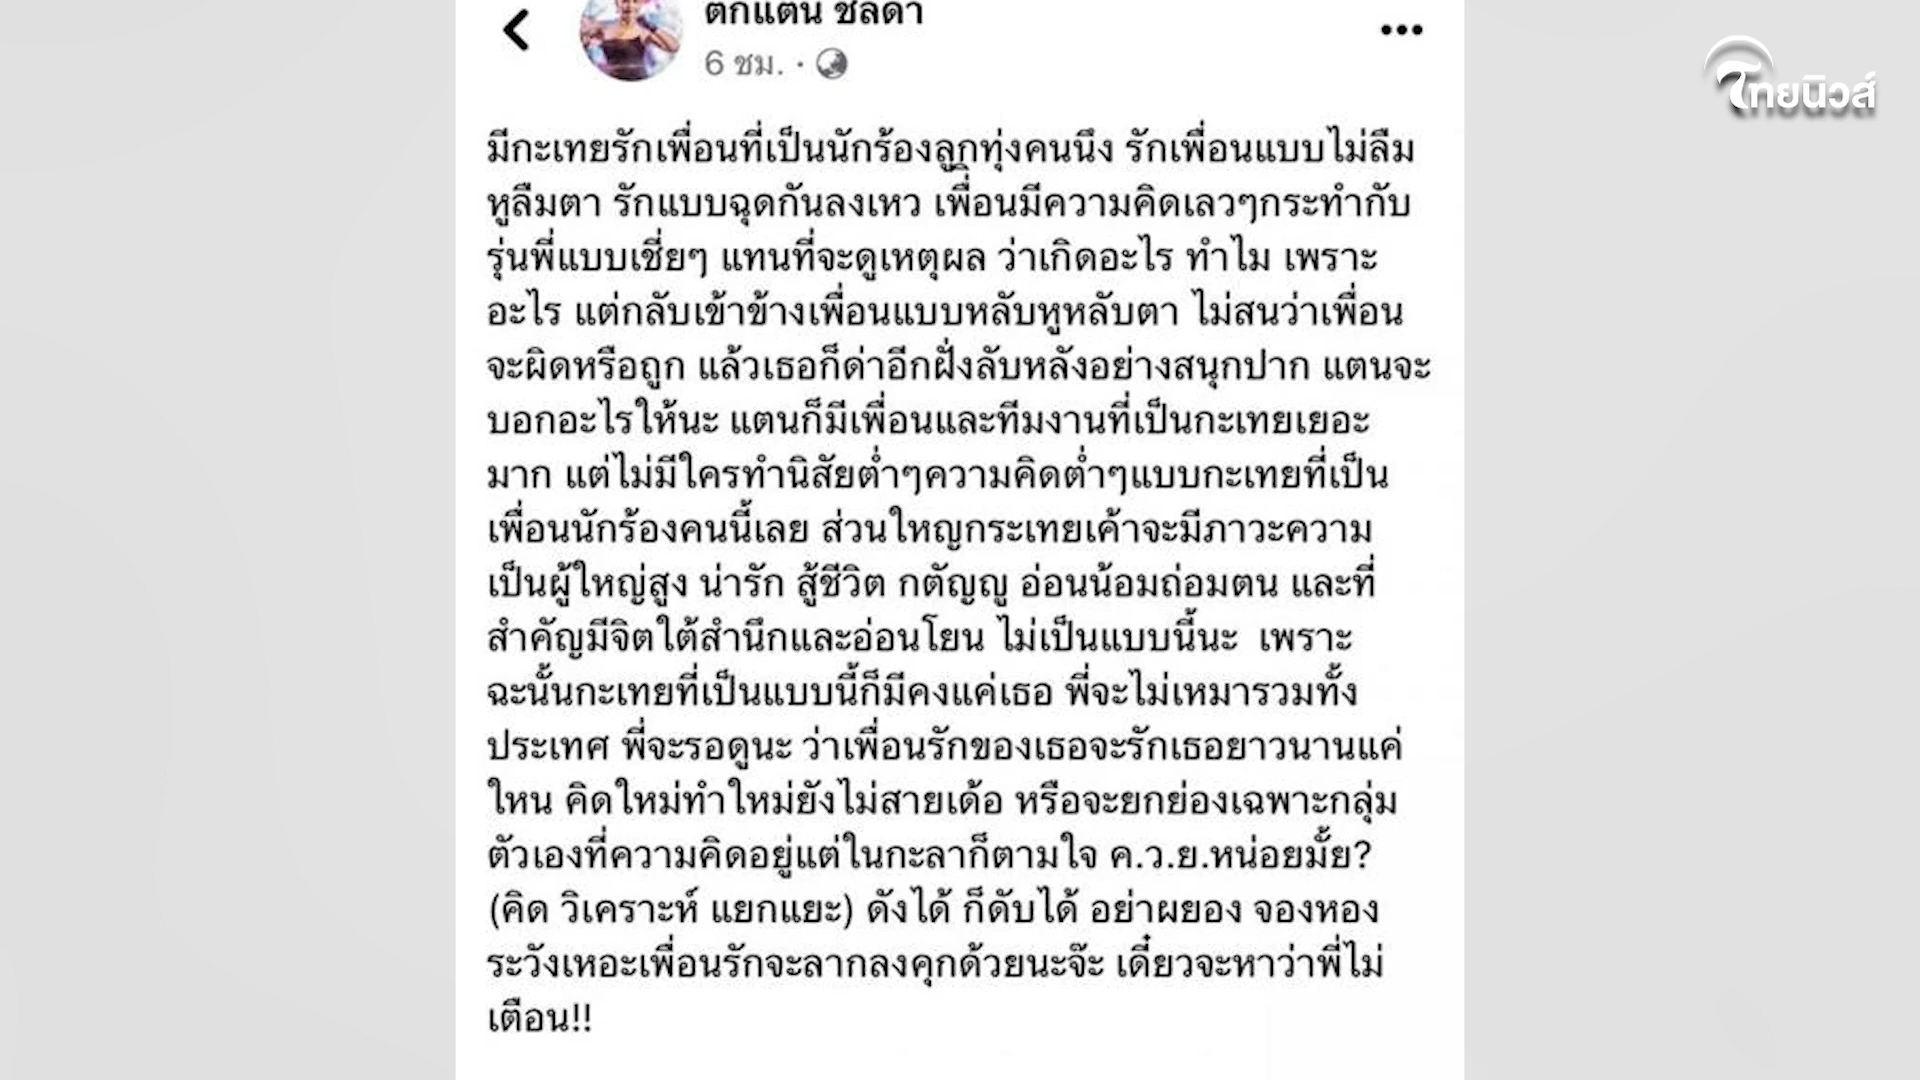 ตั๊กแตน ชลดา
6 ชม.
ไทยนิวส์
มีกะเทยรักเพื่อนที่เป็นนักร้องลูกทุ่งคนนึง รักเพื่อนแบบไม่ลืม
หูลืมตา รักแบบฉุดกันลงเหว เพื่อนมีความคิดเลวๆกระทำกับ
รุ่นพี่แบบเชี่ยๆ แทนที่จะดูเหตุผล ว่าเกิดอะไร ทำไม เพราะ
อะไร แต่กลับเข้าข้างเพื่อนแบบหลับหูหลับตา ไม่สนว่าเพื่อน
จะผิดหรือถูก แล้วเธอก็ด่าอีกฝั่งลับหลังอย่างสนุกปาก แตนจะ
บอกอะไรให้นะ แตนก็มีเพื่อนและทีมงานที่เป็นกะเทยเยอะ
มาก แต่ไม่มีใครทำนิสัยต่ำๆความคิดต่ำๆแบบกะเทยที่เป็น
เพื่อนนักร้องคนนี้เลย ส่วนใหญ่กระเทยเค้าจะมีภาวะความ
เป็นผู้ใหญ่สูง น่ารัก สู้ชีวิต กตัญญู อ่อนน้อมถ่อมตน และที่
สำคัญมีจิตใต้สำนึกและอ่อนโยน ไม่เป็นแบบนี้นะ เพราะ
ฉะนั้นกะเทยที่เป็นแบบนี้ก็มีคงแค่เธอ พี่จะไม่เหมารวมทั้ง
ประเทศ พี่จะรอดูนะ ว่าเพื่อนรักของเธอจะรักเธอยาวนานแค่
ใหน คิดใหม่ทำใหม่ยังไม่สายเด้อ หรือจะยกย่องเฉพาะกลุ่ม
ตัวเองที่ความคิดอยู่แต่ในกะลาก็ตามใจ ค.ว.ย.หน่อยมั้ย?
(คิด วิเคราะห์ แยกแยะ) ดังได้ ก็ดับได้ อย่าผยอง จองหอง
ระวังเหอะเพื่อนรักจะลากลงคุกด้วยนะจ๊ะ เดี๋ยวจะหาว่าพี่ไม่
เตือน!!